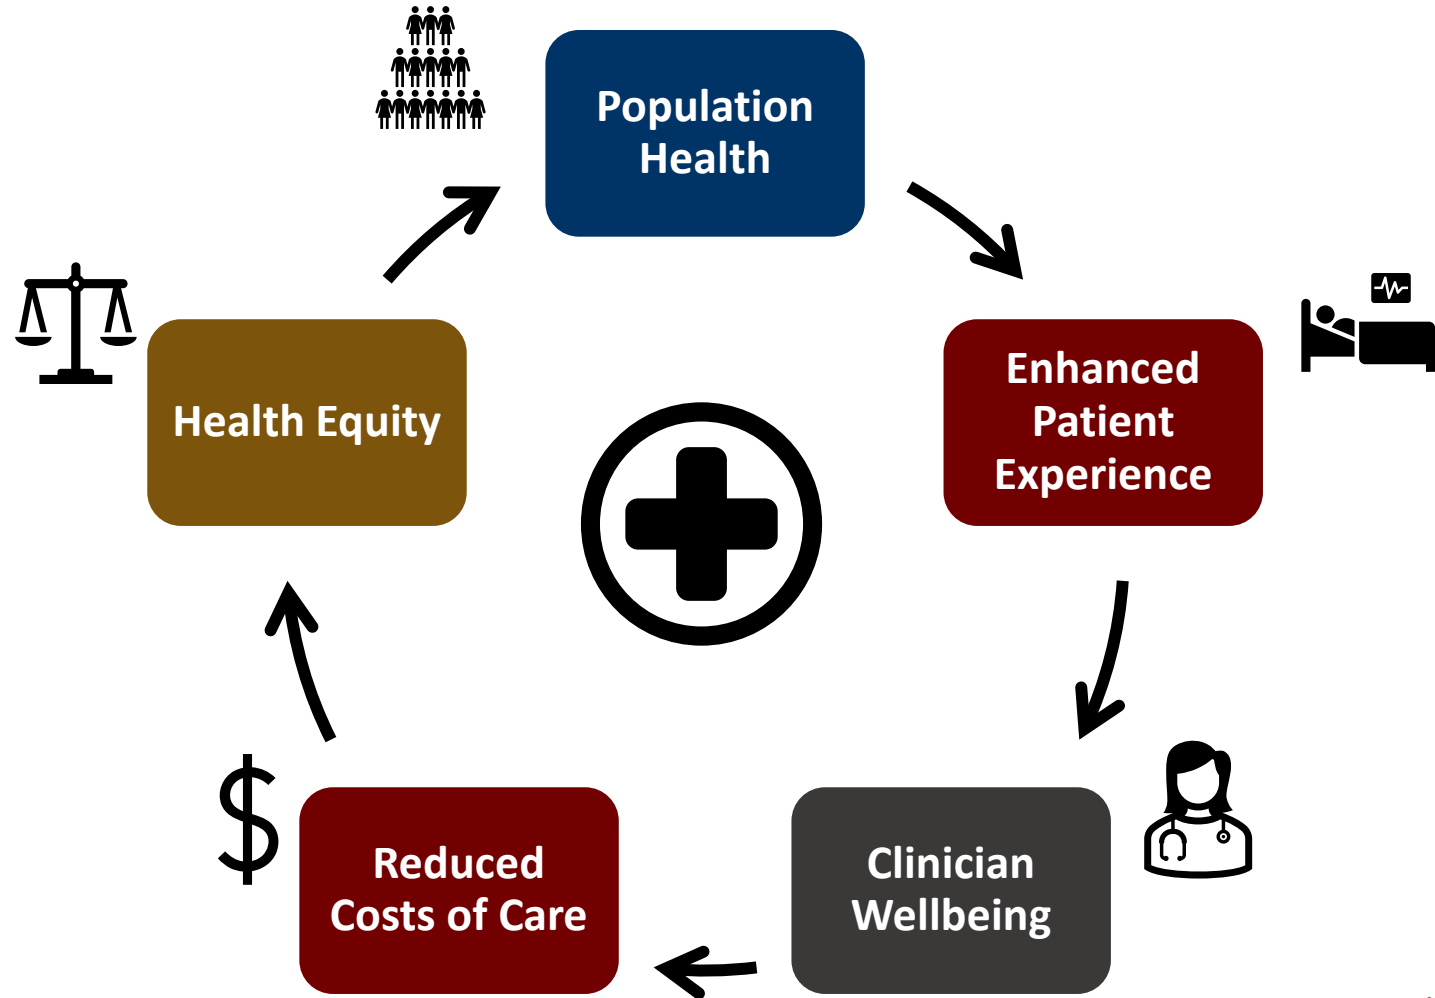 Population
Health
Enhanced
Patient
Experience
Clinician
Wellbeing
Reduced
Costs of Care
Health Equity
$